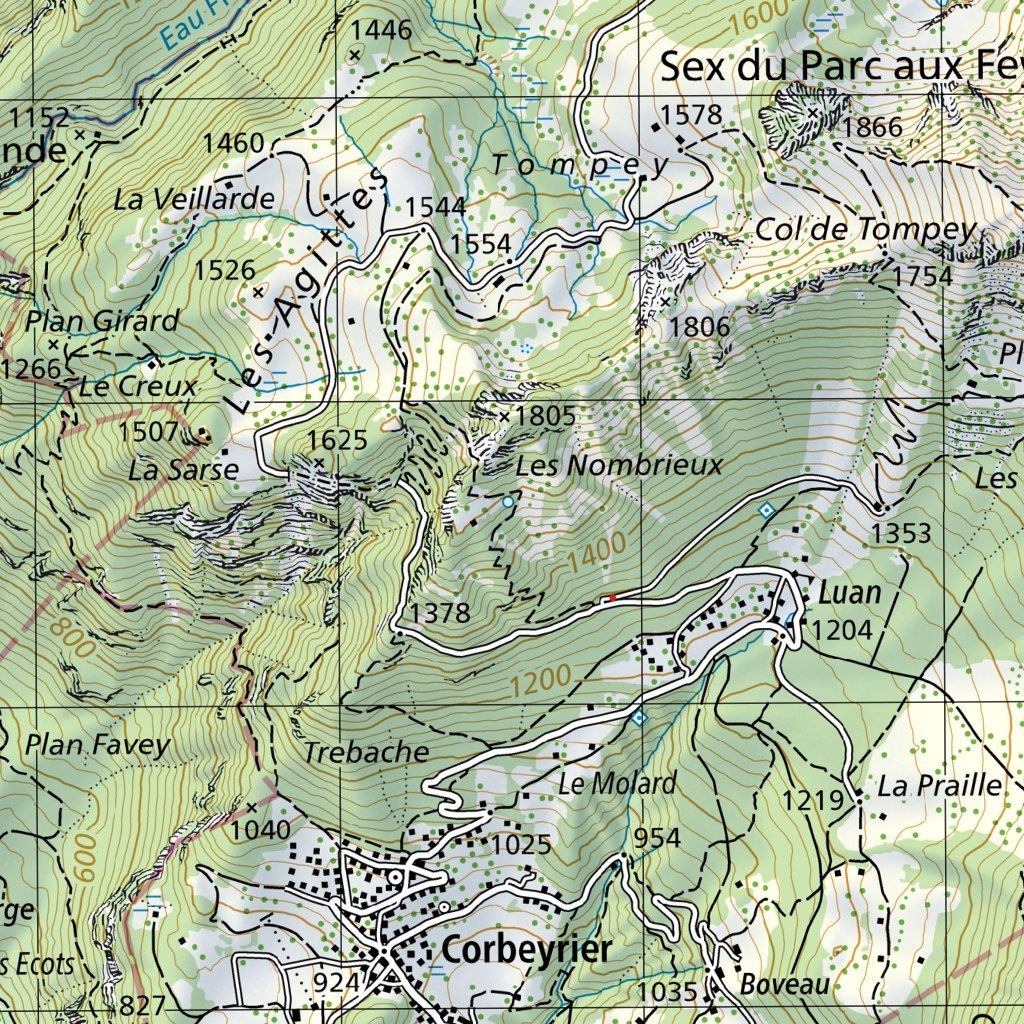 1446
1600
Eau Fr
Sex du Parc aux Fe
1152
1578
1866
nde
1460
Tompey
La Veillarde
1544
Les Agittes
1554
Col de Tompey
1526
1754
Plan Girard
1806
Pl
1266
Le Creux
1805
1507
1625
La Sarse
Les Nombrieux
Les
1353
1400
1378
Luan
1204
800
1200
Plan Favey
Trebache
Le Molard
La Praille
1219
1040
1025
954
600
rge
s Ecots
Corbeyrier
924
1035
Boveau
827